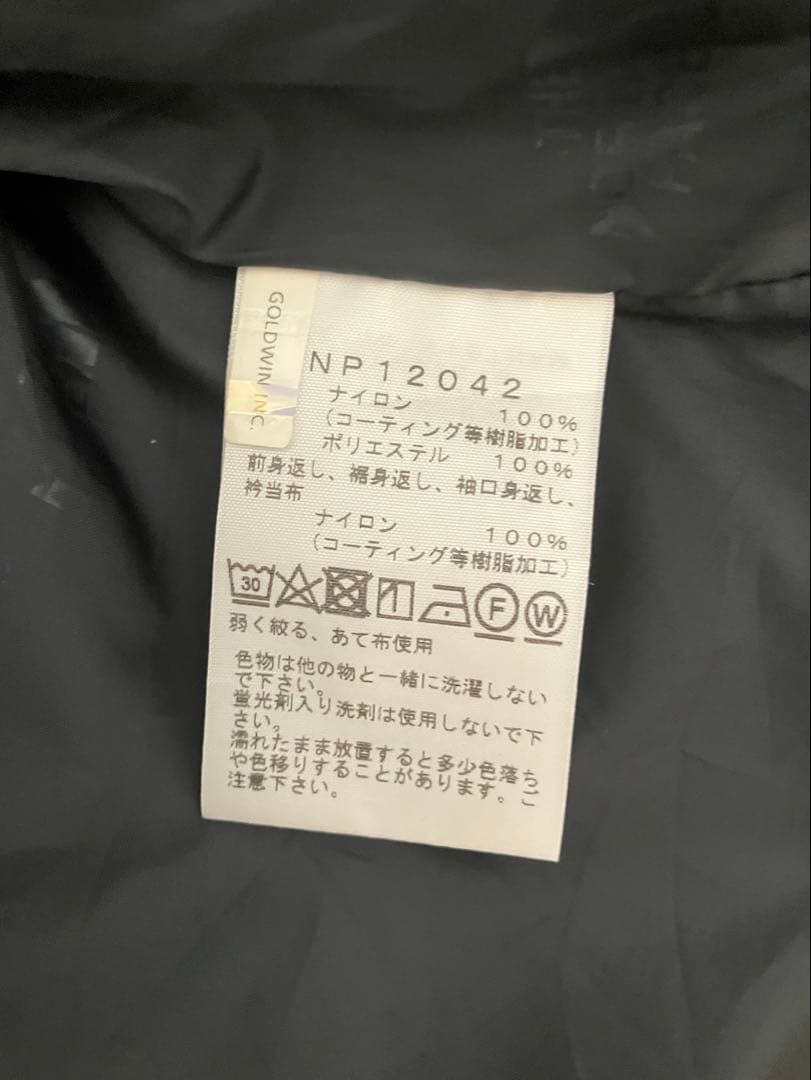 GOLDWIN INC.
NP12042
ナイロン 100%
(コーティング等樹脂加工)
ポリエステル 100%
前身返し、裾身返し、袖口身返し、
衿当布
ナイロン 100%
(コーティング等樹脂加工)
30 F W
弱く絞る、あて布使用
色物は他の物と一緒に洗濯しない
で下さい。
蛍光剤入り洗剤は使用しないで下
さい。
濡れたまま放置すると多少色落ち
や色移りすることがあります。ご
注意下さい。